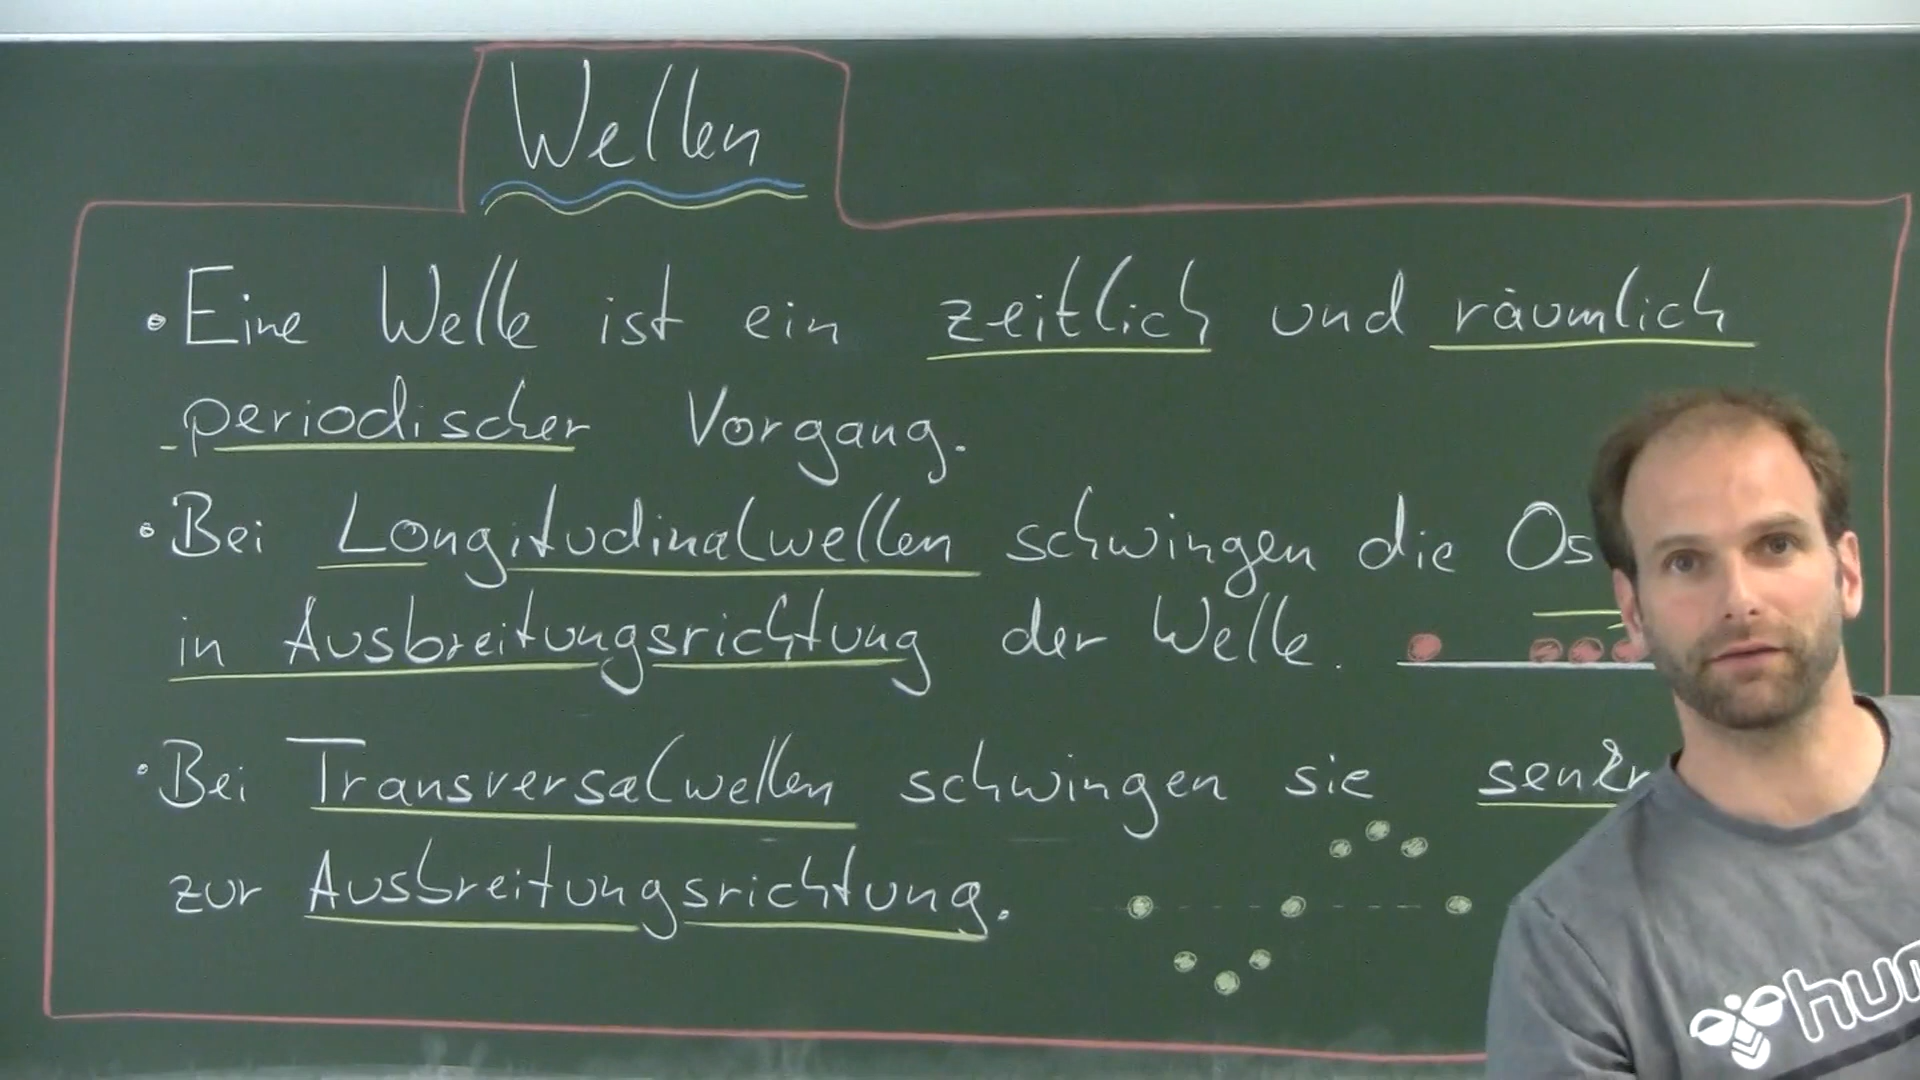 Wellen
• Eine Welle ist ein zeitlich und räumlich
periodischer Vorgang.
• Bei Longitudinalwellen schwingen die Os
in Ausbreitungsrichtung der Welle.
• Bei Transversalwellen schwingen sie senkr
zur Ausbreitungsrichtung.
hum